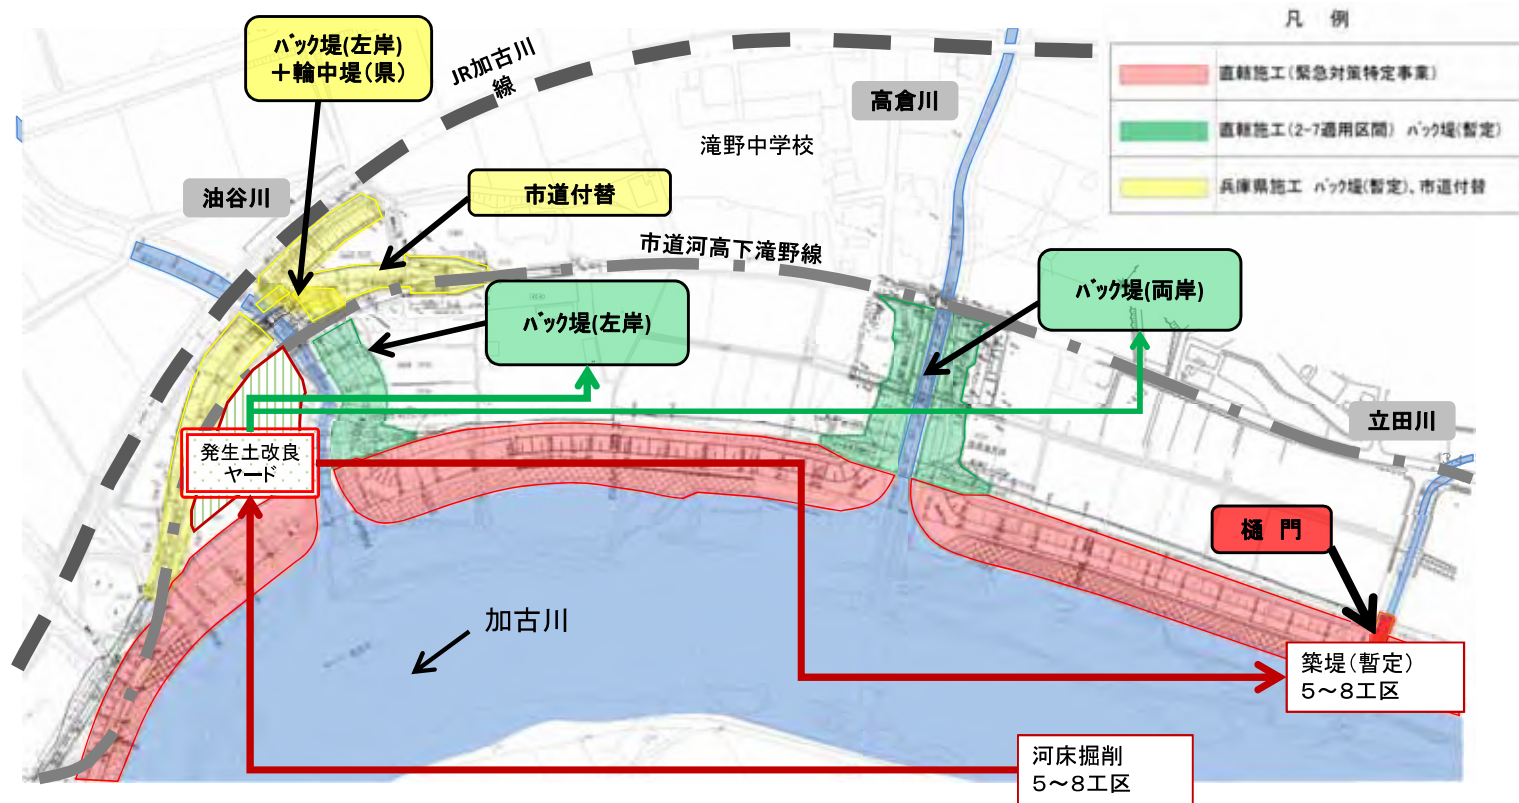 凡　例
直轄施工(緊急対策特定事業)
直轄施工(2-7適用区間)　バック堤(暫定)
兵庫県施工　バック堤(暫定)、市道付替
バック堤(左岸)
＋輪中堤(県)
JR加古川
線
高倉川
滝野中学校
油谷川
市道付替
市道河高下滝野線
バック堤(左岸)
バック堤(両岸)
立田川
発生土改良
ヤード
樋　門
加古川
築堤(暫定)
5～8工区
河床掘削
5～8工区